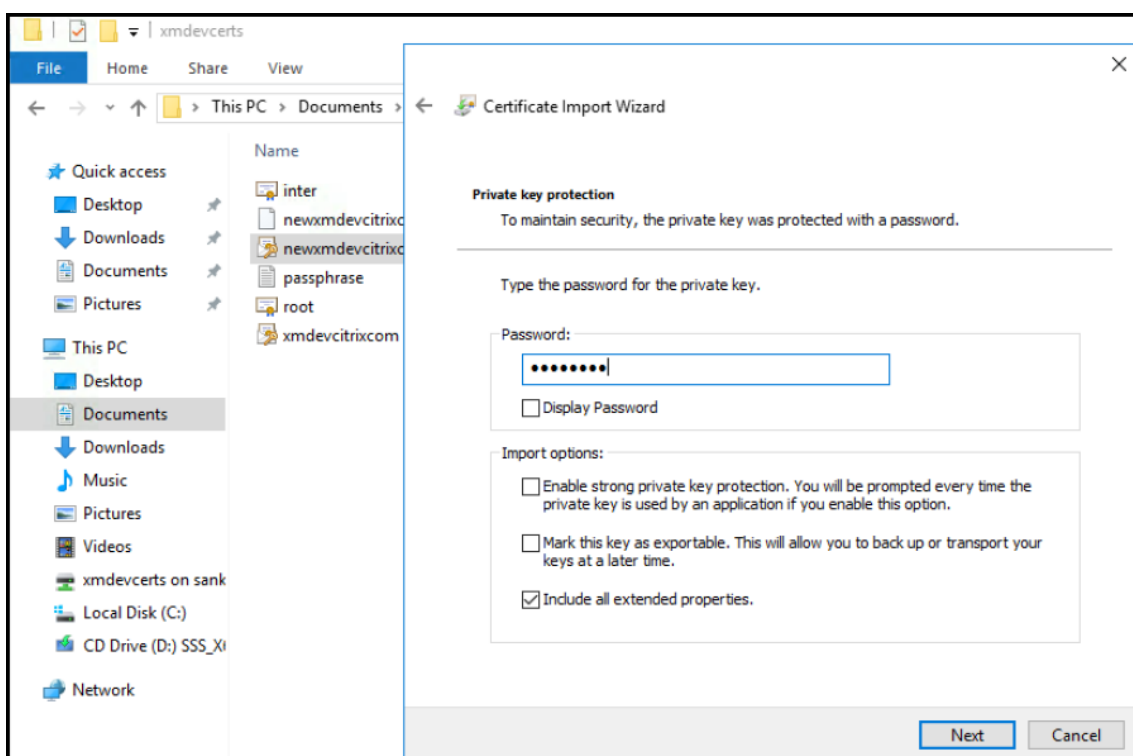 xmdevcerts
File Home Share View
This PC > Documents >
Quick access
Desktop
Downloads
Documents
Pictures
This PC
Desktop
Documents
Downloads
Music
Pictures
Videos
xmdevcerts on sank
Local Disk (C:)
CD Drive (D:) SSS_X
Network
Name
inter
newxmdevcitrixc
newxmdevcitrixc
passphrase
root
xmdevcitrixcom
Certificate Import Wizard
Private key protection
To maintain security, the private key was protected with a password.
Type the password for the private key.
Password:
••••••••
Display Password
Import options:
Enable strong private key protection. You will be prompted every time the
private key is used by an application if you enable this option.
Mark this key as exportable. This will allow you to back up or transport your
keys at a later time.
Include all extended properties.
Next Cancel